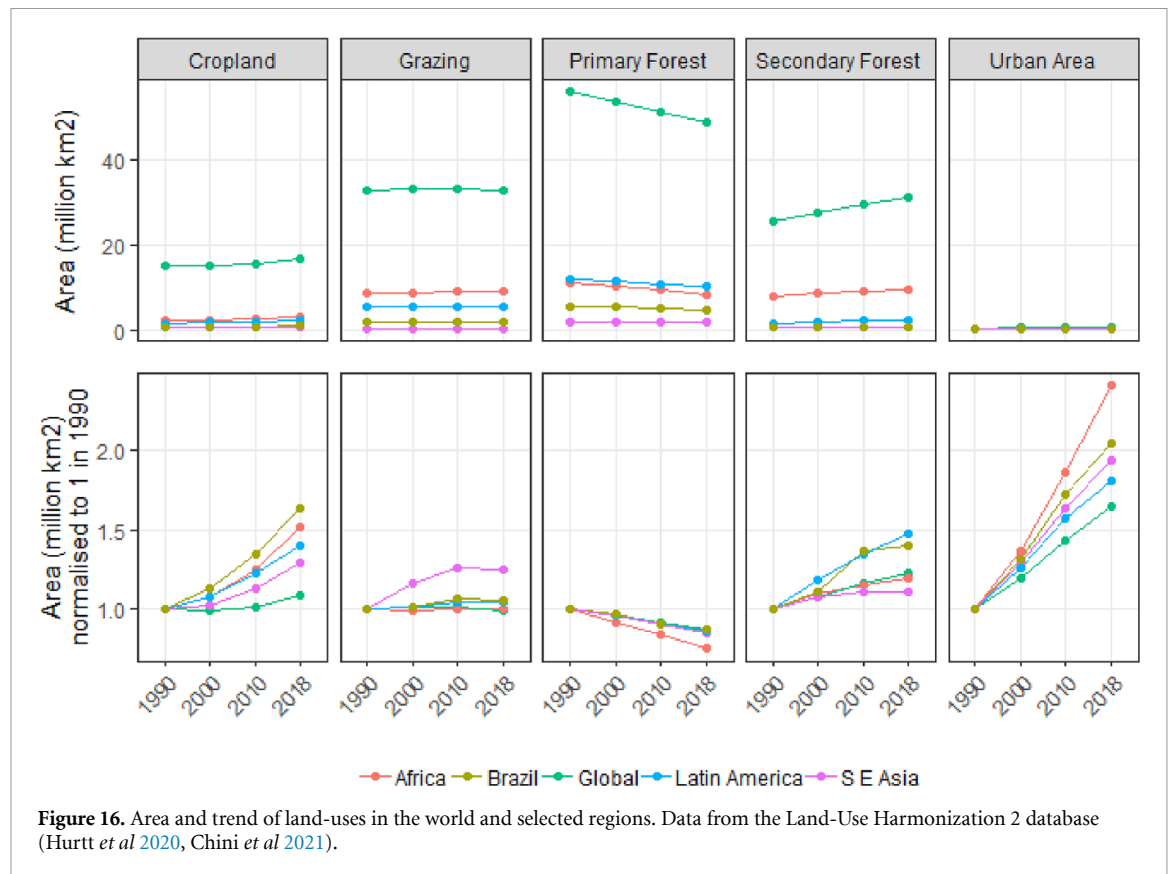 Cropland Grazing Primary Forest Secondary Forest Urban Area
Area (million km2)
40
20
0
Area (million km2)
normalised to 1 in 1990
2.0
1.5
1.0
1990 2000 2010 2018 1990 2000 2010 2018 1990 2000 2010 2018 1990 2000 2010 2018 1990 2000 2010 2018
Africa Brazil Global Latin America S E Asia
Figure 16. Area and trend of land-uses in the world and selected regions. Data from the Land-Use Harmonization 2 database
(Hurtt et al 2020, Chini et al 2021).